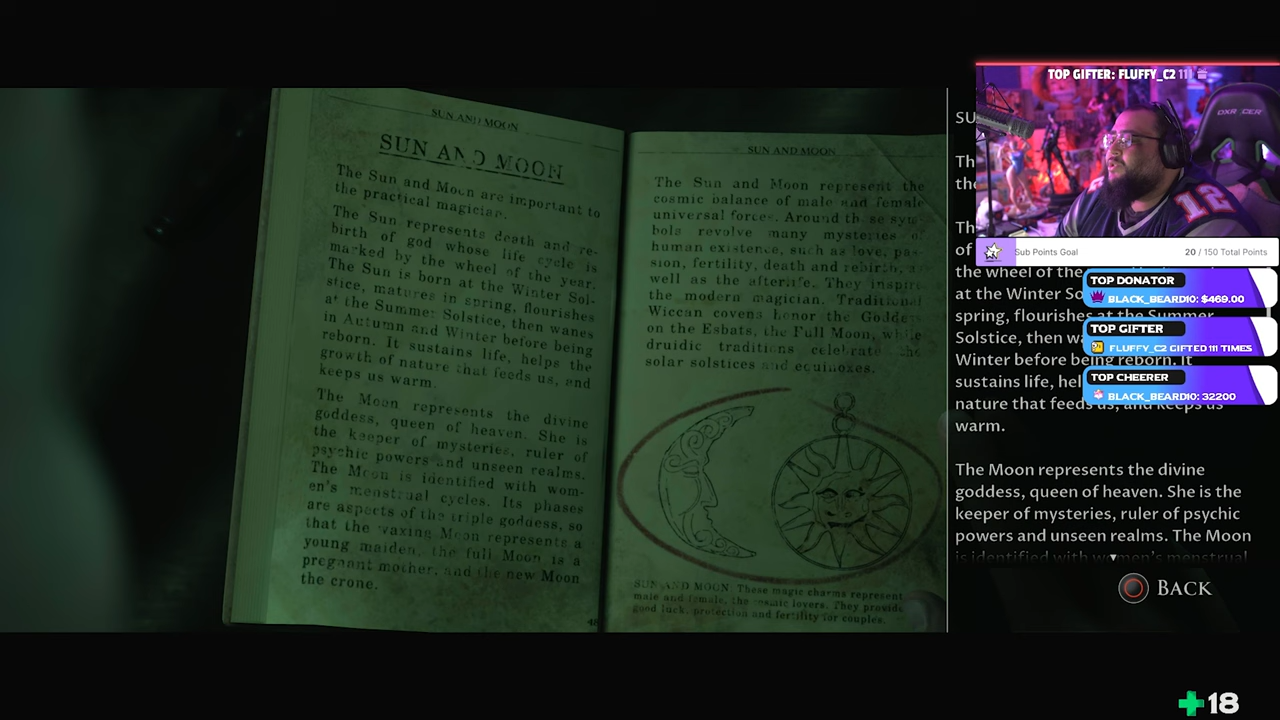 SUN AND MOON
SUN AND MOON
The Sun and Moon are important to
the practical magician.
The Sun represents death and re-
birth of god whose life cycle is
marked by the wheel of the year.
The Sun is born at the Winter Sol-
stice, matures in spring, flourishes
at the Summer Solstice, then wanes
in Autumn and Winter before being
reborn. It sustains life, helps the
growth of nature that feeds us, and
keeps us warm.
The Moon represents the divine
goddess, queen of heaven. She is
the keeper of mysteries, ruler of
psychic powers and unseen realms.
The Moon is identified with wom-
en's menstrual cycles. Its phases
are aspects of the triple goddess, so
that the waxing Moon represents a
young maiden, the full Moon is a
pregnant mother, and the new Moon
the crone.
48
SUN AND MOON
The Sun and Moon represent the
cosmic balance of male and female
universal forces. Around these sym-
bols revolve many mysteries of
human existence, such as love, pas-
sion, fertility, death and rebirth, as
well as the afterlife. They inspire
the modern magician. Traditional
Wiccan covens honor the Goddess
on the Esbats, the Full Moon, while
druidic traditions celebrate the
solar solstices and equinoxes.
SUN AND MOON: These magic charms represent
male and female, the cosmic lovers. They provide
good luck, protection and fertility for couples.
TOP GIFTER: FLUFFY_C2 111
DXRACER
12
Sub Points Goal
20 / 150 Total Points
SU
Th
the
Th
of
the wheel of the
at the Winter So
spring, flourishes at the Summer
Solstice, then wa
Winter before being reborn. It
sustains life, hel
nature that feeds us, and keeps us
warm.
The Moon represents the divine
goddess, queen of heaven. She is the
keeper of mysteries, ruler of psychic
powers and unseen realms. The Moon
is identified with women's menstrual
TOP DONATOR
BLACK_BEARD10: $469.00
TOP GIFTER
FLUFFY_C2 GIFTED 111 TIMES
TOP CHEERER
BLACK_BEARD10: 32200
BACK
18